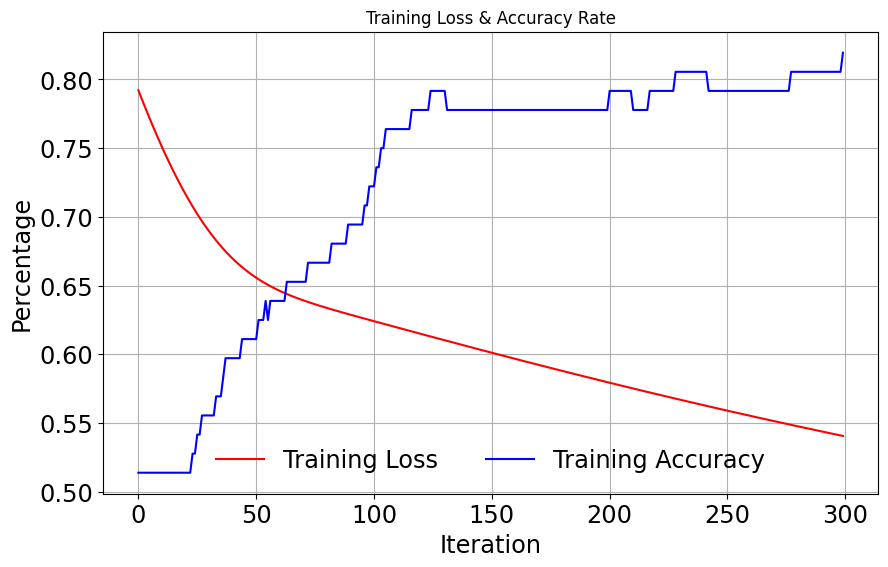 Training Loss & Accuracy Rate
Percentage
0.80
0.75
0.70
0.65
0.60
0.55
0.50
Training Loss
Training Accuracy
0 50 100 150 200 250 300
Iteration